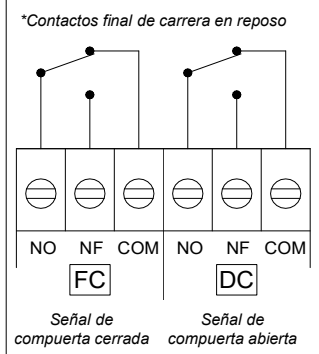 *Contactos final de carrera en reposo
NO NF COM NO NF COM
FC DC
Señal de compuerta cerrada
Señal de compuerta abierta